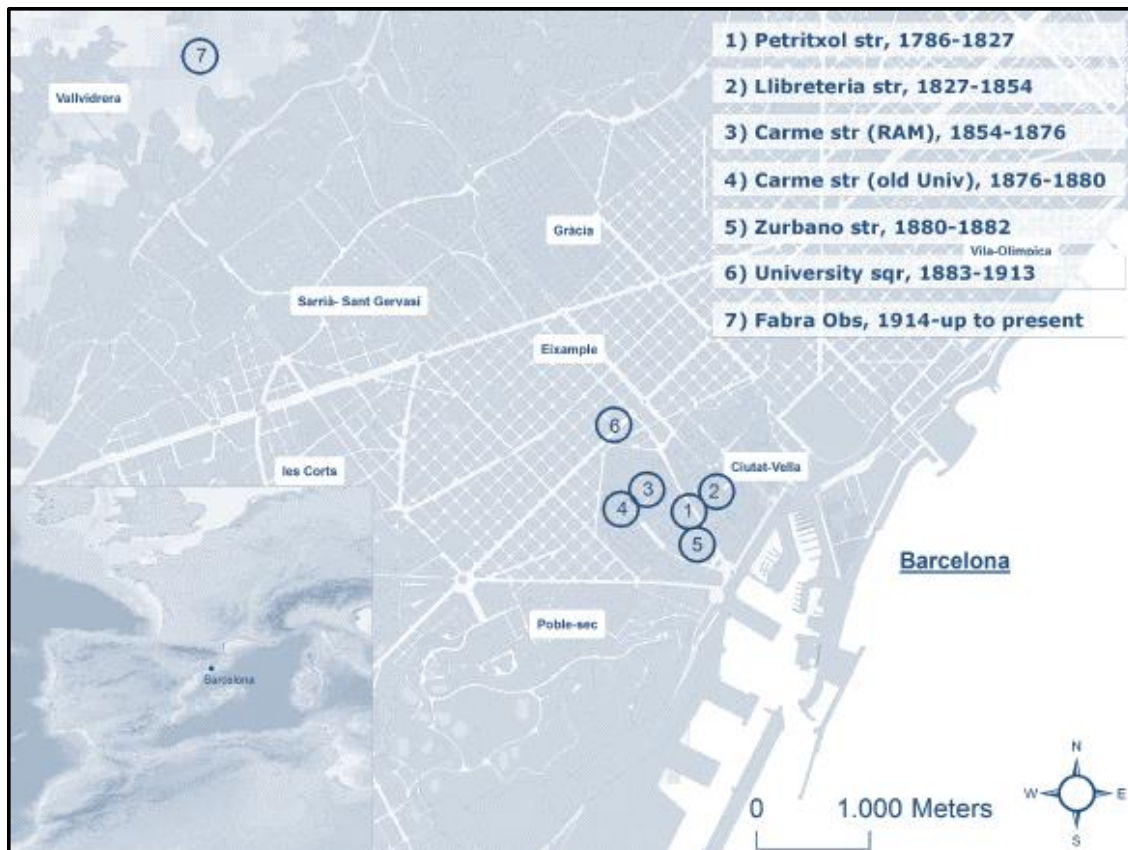 1) Petritxol str, 1786-1827
2) Llibreteria str, 1827-1854
3) Carme str (RAM), 1854-1876
4) Carme str (old Univ), 1876-1880
5) Zurbano str, 1880-1882
Vila-Olimpica
6) University sqr, 1883-1913
7) Fabra Obs, 1914-up to present
7
Vallvidrera
Gràcia
Sarrià- Sant Gervasi
Eixample
6
les Corts
Ciutat-Vella
3
2
4
1
5
Barcelona
Poble-sec
Barcelona
N
W
E
S
0
1.000 Meters